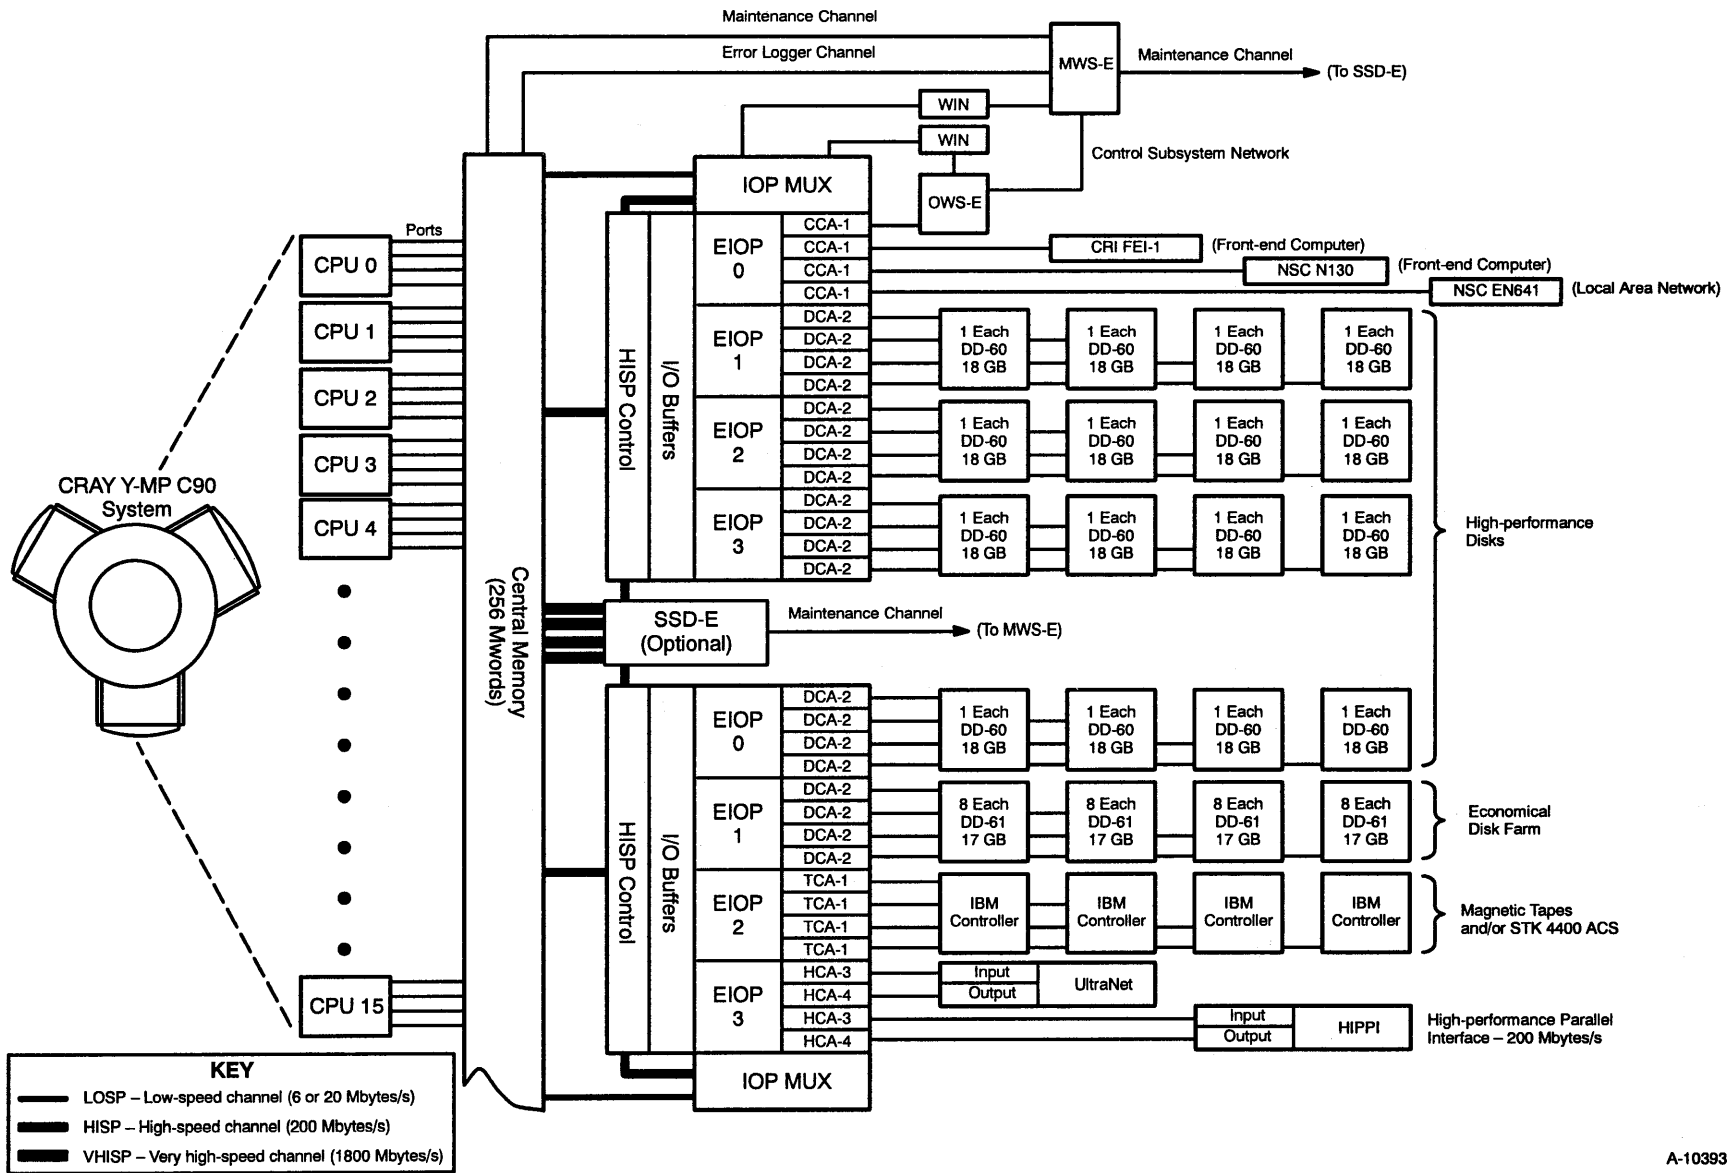 Maintenance Channel
Error Logger Channel
MWS-E
Maintenance Channel
(To SSD-E)
WIN
WIN
Control Subsystem Network
IOP MUX
OWS-E
Ports
CPU 0
CPU 1
CPU 2
CPU 3
CPU 4
CPU 15
CRAY Y-MP C90
System
Central Memory
(256 Mwords)
HISP Control
I/O Buffers
EIOP
0
CCA-1
CCA-1
CCA-1
CCA-1
CRI FEI-1
(Front-end Computer)
NSC N130
(Front-end Computer)
NSC EN641
(Local Area Network)
EIOP
1
DCA-2
DCA-2
DCA-2
DCA-2
1 Each
DD-60
18 GB
1 Each
DD-60
18 GB
1 Each
DD-60
18 GB
1 Each
DD-60
18 GB
EIOP
2
DCA-2
DCA-2
DCA-2
DCA-2
1 Each
DD-60
18 GB
1 Each
DD-60
18 GB
1 Each
DD-60
18 GB
1 Each
DD-60
18 GB
EIOP
3
DCA-2
DCA-2
DCA-2
DCA-2
1 Each
DD-60
18 GB
1 Each
DD-60
18 GB
1 Each
DD-60
18 GB
1 Each
DD-60
18 GB
High-performance
Disks
SSD-E
(Optional)
Maintenance Channel
(To MWS-E)
HISP Control
I/O Buffers
EIOP
0
DCA-2
DCA-2
DCA-2
DCA-2
1 Each
DD-60
18 GB
1 Each
DD-60
18 GB
1 Each
DD-60
18 GB
1 Each
DD-60
18 GB
EIOP
1
DCA-2
DCA-2
DCA-2
DCA-2
8 Each
DD-61
17 GB
8 Each
DD-61
17 GB
8 Each
DD-61
17 GB
8 Each
DD-61
17 GB
Economical
Disk Farm
EIOP
2
TCA-1
TCA-1
TCA-1
TCA-1
IBM
Controller
IBM
Controller
IBM
Controller
IBM
Controller
Magnetic Tapes
and/or STK 4400 ACS
EIOP
3
HCA-3
HCA-4
HCA-3
HCA-4
Input
Output
UltraNet
Input
Output
HIPPI
High-performance Parallel
Interface – 200 Mbytes/s
IOP MUX
KEY
LOSP – Low-speed channel (6 or 20 Mbytes/s)
HISP – High-speed channel (200 Mbytes/s)
VHISP – Very high-speed channel (1800 Mbytes/s)
A-10393